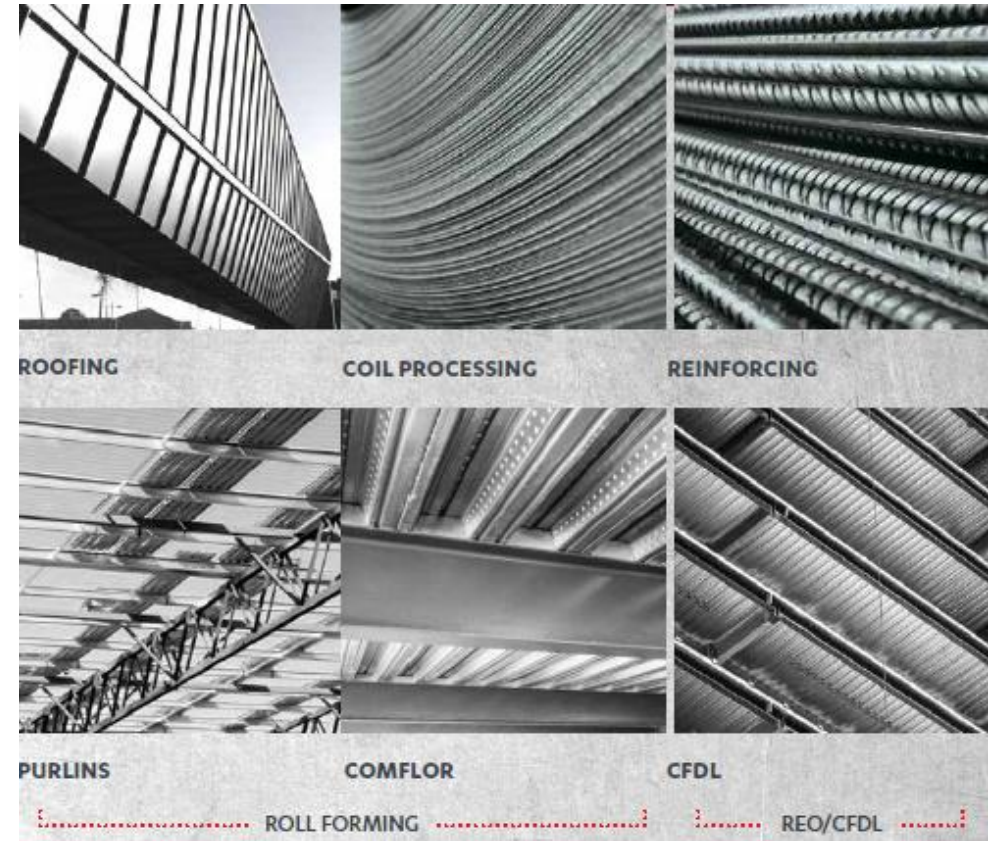 ROOFING
COIL PROCESSING
REINFORCING
PURLINS
COMFLOR
CFDL
ROLL FORMING
REO/CFDL